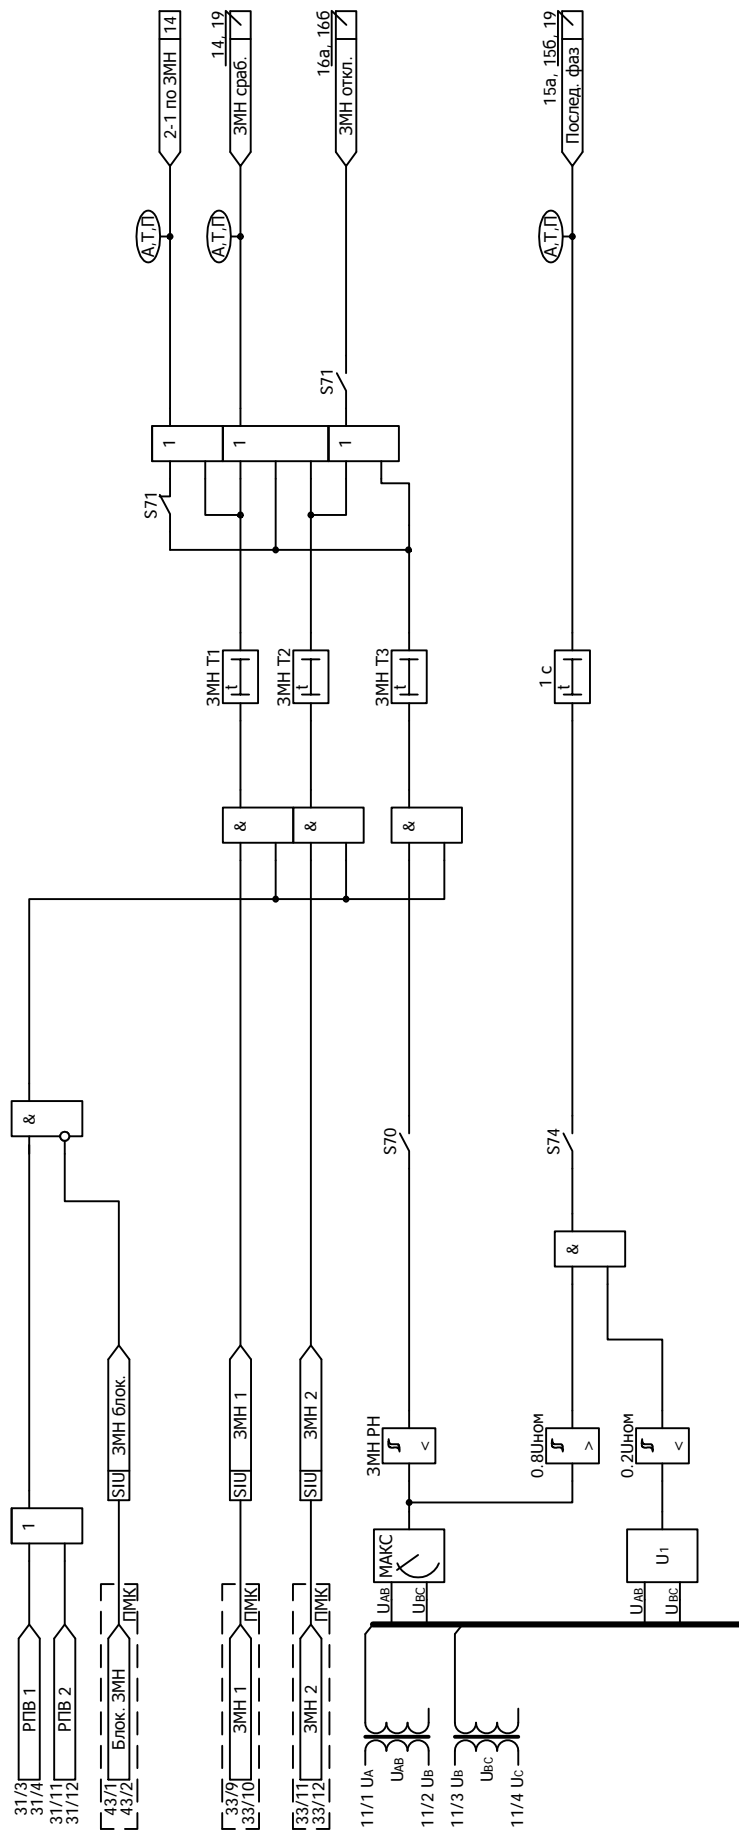 31/3
31/4
РПВ 1
31/11
31/12
РПВ 2
1
&
43/1
43/2
Блок. ЗМН
ПМК
SIU
ЗМН блок.
33/9
33/10
ЗМН 1
ПМК
SIU
ЗМН 1
&
ЗМН Т1
t
33/11
33/12
ЗМН 2
ПМК
SIU
ЗМН 2
&
ЗМН Т2
t
11/1 UA
UAB
11/2 UB
11/3 UB
UBC
11/4 UC
UAB
UBC
МАКС
ЗМН РН
<
S70
&
ЗМН Т3
t
S71
1
1
1
S71
А,Т,П
2-1 по ЗМН
14
А,Т,П
ЗМН сраб.
14, 19
ЗМН откл.
16а, 16б
0.8Uном
>
UAB
UBC
U1
0.2Uном
<
&
S74
1 с
t
А,Т,П
Послед. фаз
15а, 15б, 19